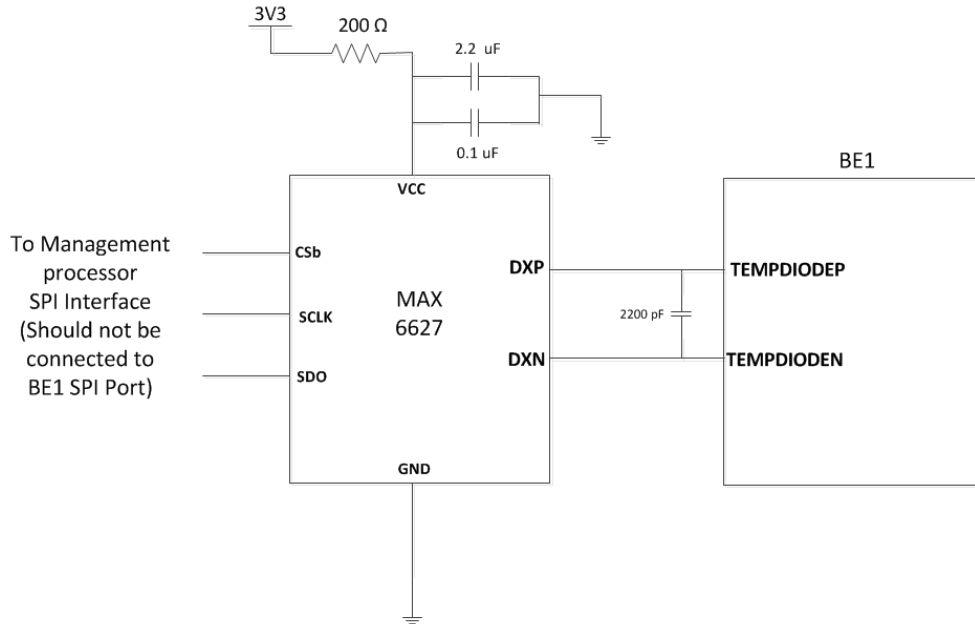 3V3
200 Ω
2.2 uF
0.1 uF
BE1
VCC
To Management
processor
SPI Interface
(Should not be
connected to
BE1 SPI Port)
CSb
SCLK
SDO
MAX
6627
DXP
DXN
GND
2200 pF
TEMPDIODEP
TEMPDIODEN